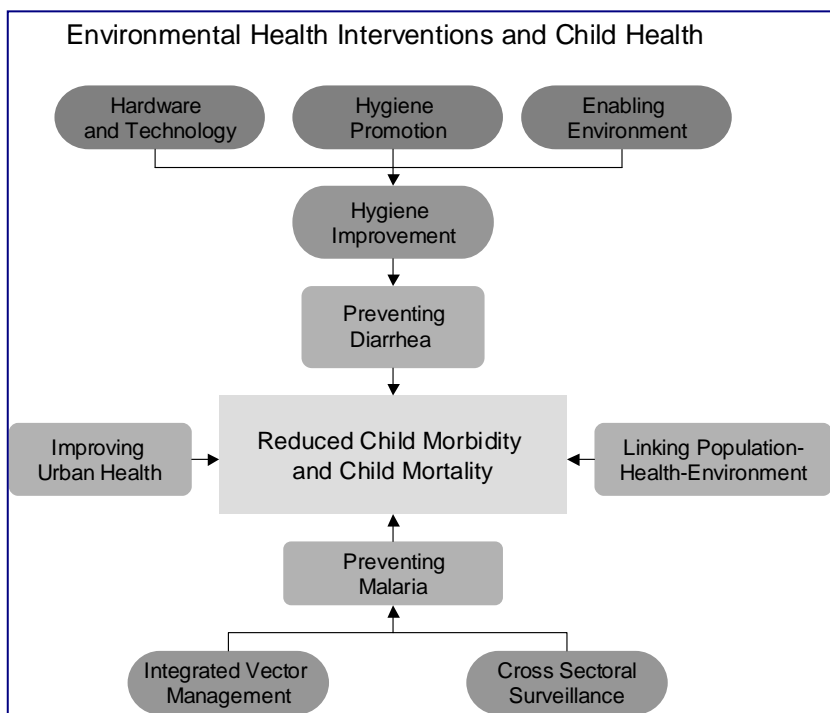 Environmental Health Interventions and Child Health
Hardware
and Technology
Hygiene
Promotion
Enabling
Environment
Hygiene
Improvement
Preventing
Diarrhea
Improving
Urban Health
Reduced Child Morbidity
and Child Mortality
Linking Population-
Health-Environment
Preventing
Malaria
Integrated Vector
Management
Cross Sectoral
Surveillance